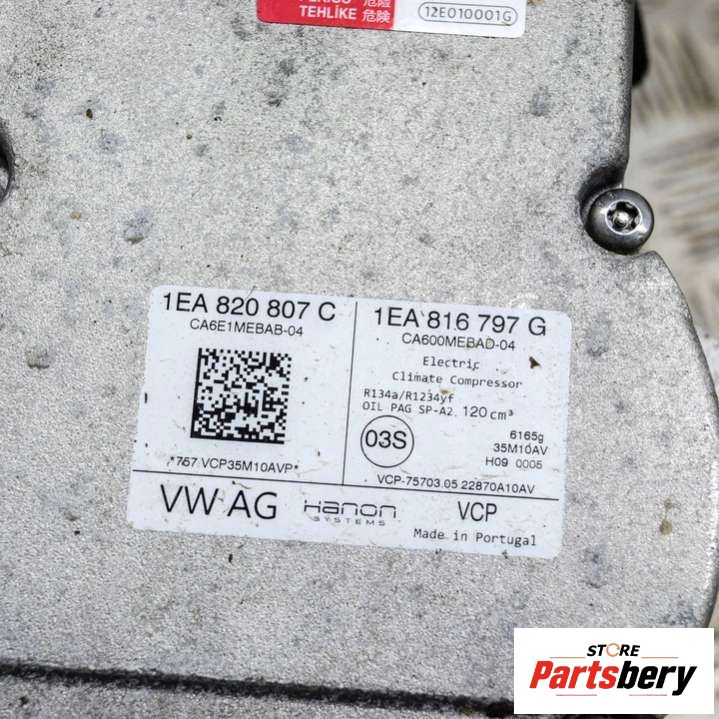 TEHLİKE 危険
12E010001G
1EA 820 807 C
CA6E1MEBAB-04
*757 VCP35M10AVP*
1EA 816 797 G
CA600MEBAD-04
Electric
Climate Compressor
R134a/R1234yf
OIL PAG SP-A2. 120 cm³
03S
6165g
35M10AV
H09 0005
VCP-75703.05.22870A10AV
VW AG
Hanon
SYSTEMS
VCP
Made in Portugal
STORE
Partsbery